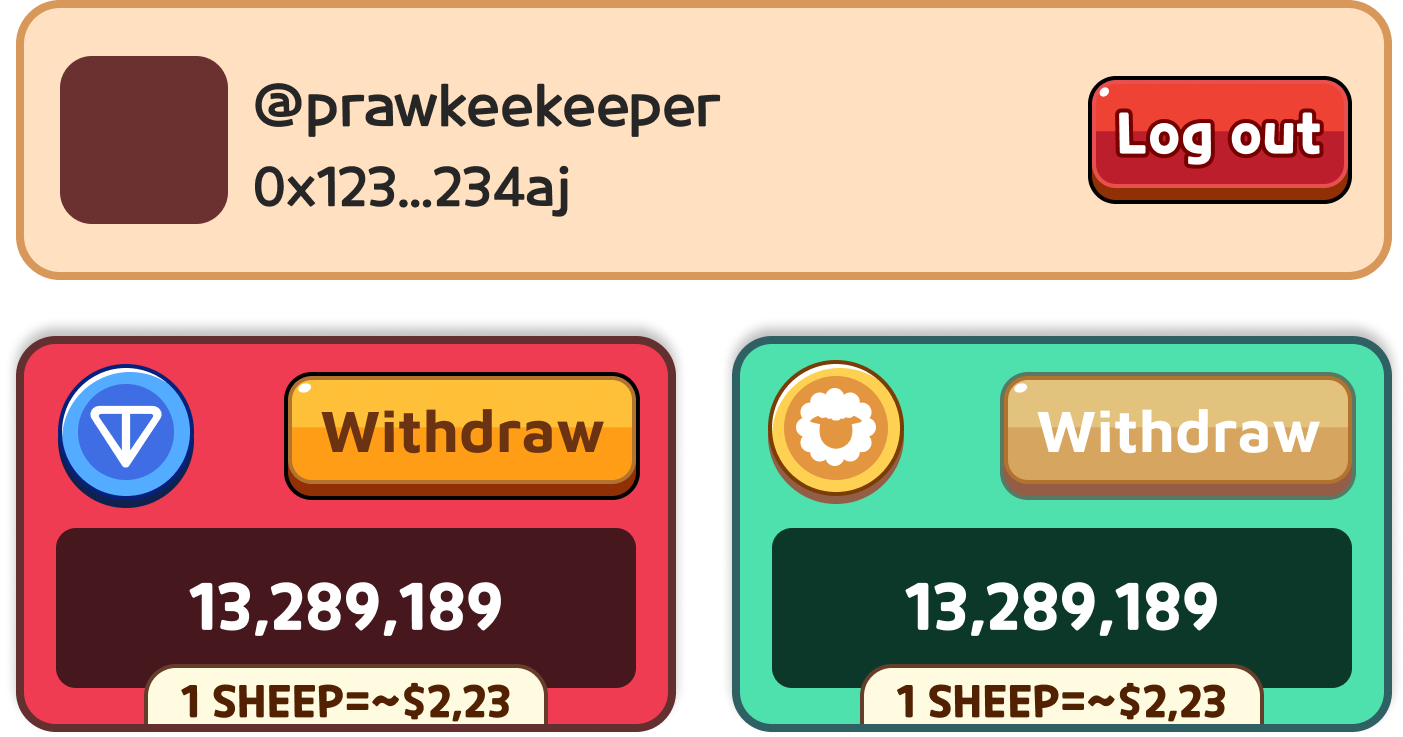 @prawkeekeeper
0x123...234aj
Log out
Withdraw
13,289,189
1 SHEEP=~$2,23
Withdraw
13,289,189
1 SHEEP=~$2,23